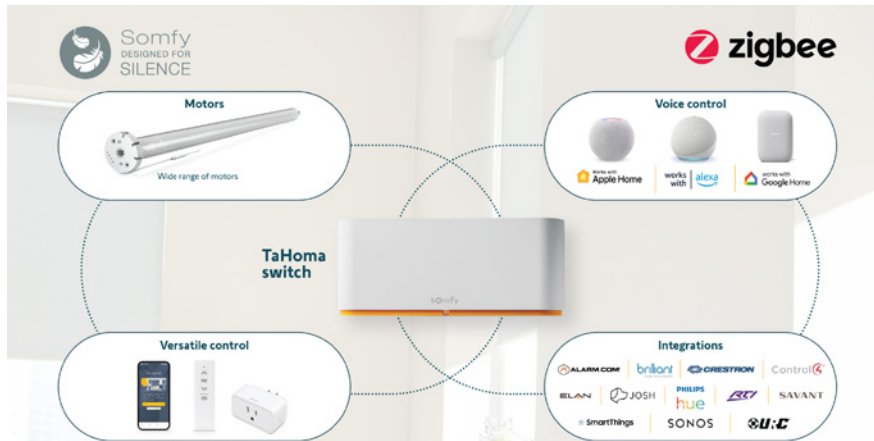 Somfy
DESIGNED FOR
SILENCE
zigbee
Motors
Wide range of motors
Voice control
Works with
Apple Home
works
with
alexa
works with
Google Home
TaHoma
switch
somfy
Versatile control
Integrations
ALARM.COM
brilliant
CRESTRON
Control4
ELAN
JOSH
PHILIPS
hue
RTI
SAVANT
SmartThings
SONOS
URC